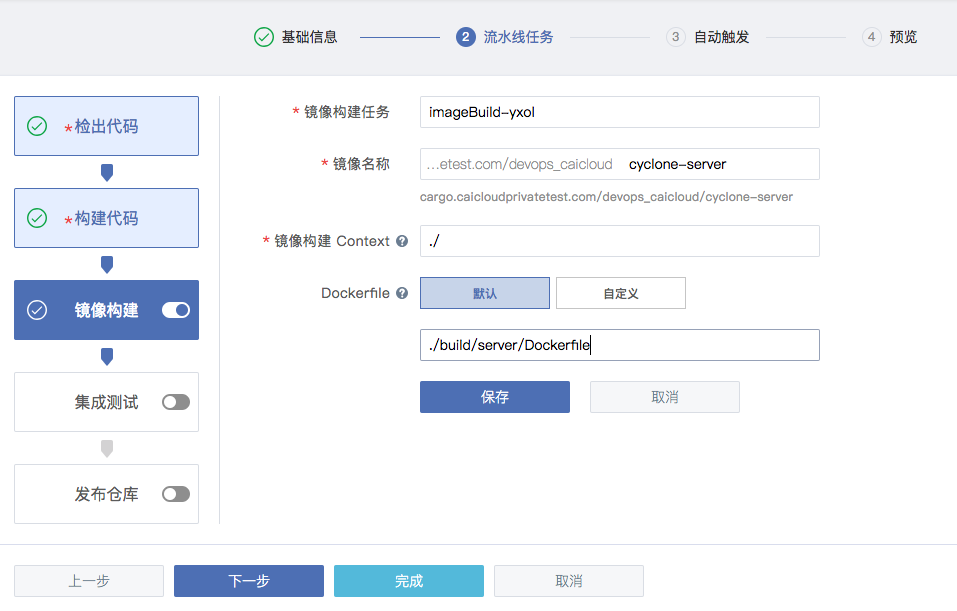 基础信息
2 流水线任务
3 自动触发
4 预览
*检出代码
*构建代码
镜像构建
集成测试
发布仓库
* 镜像构建任务 imageBuild-yxol
* 镜像名称 ...etest.com/devops_caicloud cyclone-server
cargo.caicloudprivatetest.com/devops_caicloud/cyclone-server
* 镜像构建 Context ? ./
Dockerfile ? 默认 自定义
./build/server/Dockerfile
保存 取消
上一步 下一步 完成 取消